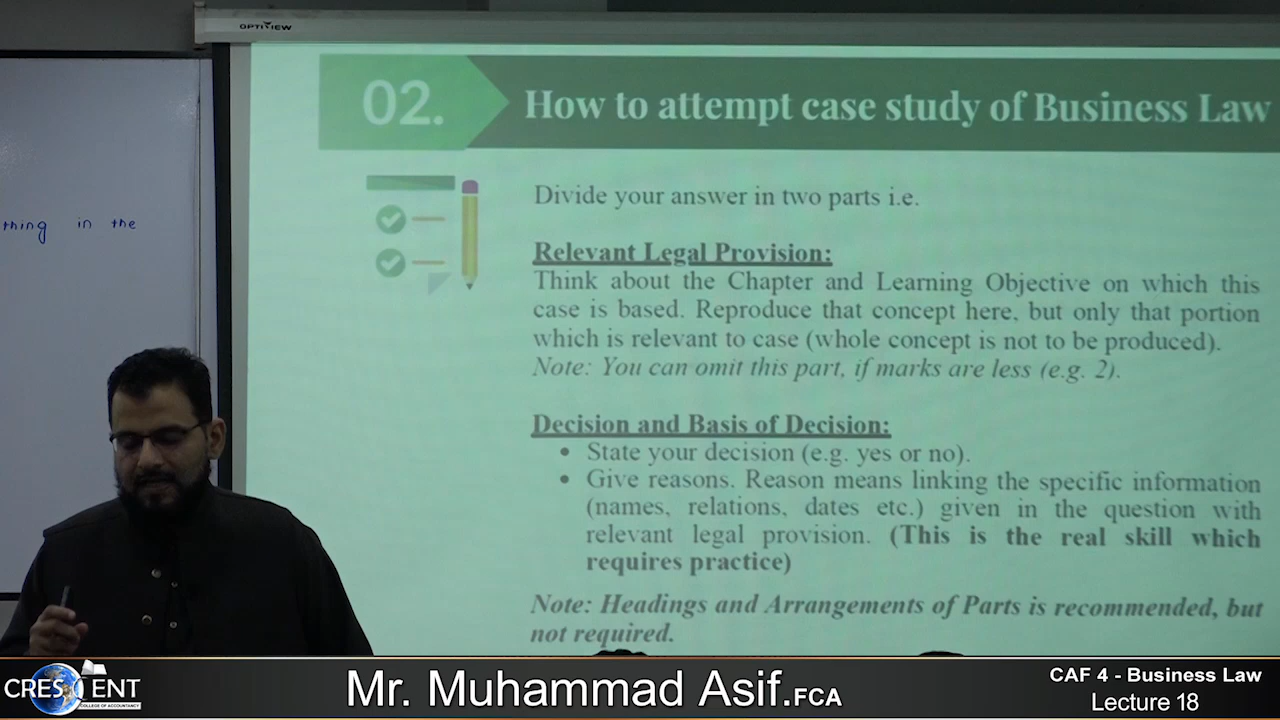 OPTIVIEW
02.
How to attempt case study of Business Law
thing in the
Divide your answer in two parts i.e.
Relevant Legal Provision:
Think about the Chapter and Learning Objective on which this
case is based. Reproduce that concept here, but only that portion
which is relevant to case (whole concept is not to be produced).
Note: You can omit this part, if marks are less (e.g. 2).
Decision and Basis of Decision:
• State your decision (e.g. yes or no).
• Give reasons. Reason means linking the specific information
(names, relations, dates etc.) given in the question with
relevant legal provision. (This is the real skill which
requires practice)
Note: Headings and Arrangements of Parts is recommended, but
not required.
CRESCENT
COLLEGE OF ACCOUNTANCY
Mr. Muhammad Asif.FCA
CAF 4 - Business Law
Lecture 18